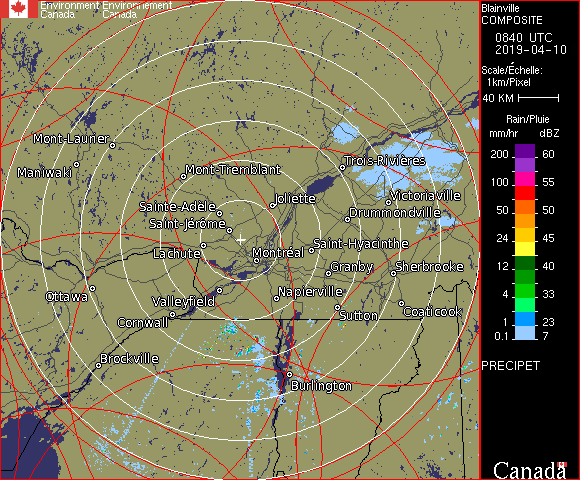 Environment Environnement
Canada Canada
Blainville
COMPOSITE
0840 UTC
2019-04-10
Scale/Échelle:
1km/Pixel
40 KM
Rain/Pluie
mm/hr dBZ
200 60
100 55
50 50
24 45
12 40
4 33
1 23
0.1 7
PRECIPET
Canada
Mont-Laurier
Maniwaki
Mont-Tremblant
Trois-Rivières
Joliette
Victoriaville
Sainte-Adèle
Drummondville
Saint-Jérôme
Lachute
Montréal
Saint-Hyacinthe
Granby
Sherbrooke
Ottawa
Valleyfield
Napierville
Cornwall
Sutton
Coaticook
Brockville
Burlington